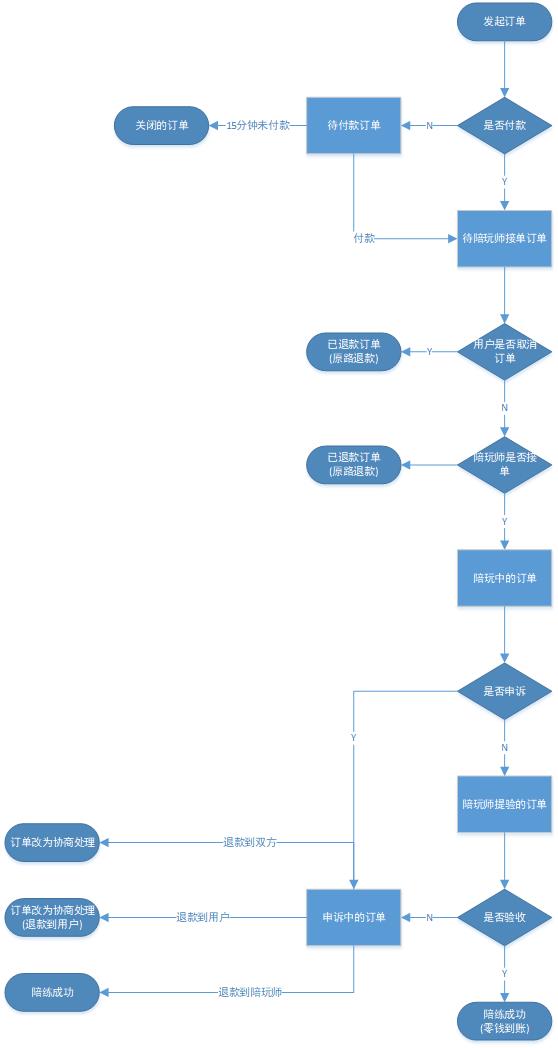 发起订单
关闭的订单
15分钟未付款
待付款订单
N
是否付款
Y
付款
待陪玩师接单订单
已退款订单
(原路退款)
Y
用户是否取消
订单
N
已退款订单
(原路退款)
陪玩师是否接
单
Y
陪玩中的订单
是否申诉
Y
N
陪玩师提验的订单
订单改为协商处理
退款到双方
订单改为协商处理
(退款到用户)
退款到用户
申诉中的订单
N
是否验收
Y
陪练成功
退款到陪玩师
陪练成功
(零钱到账)